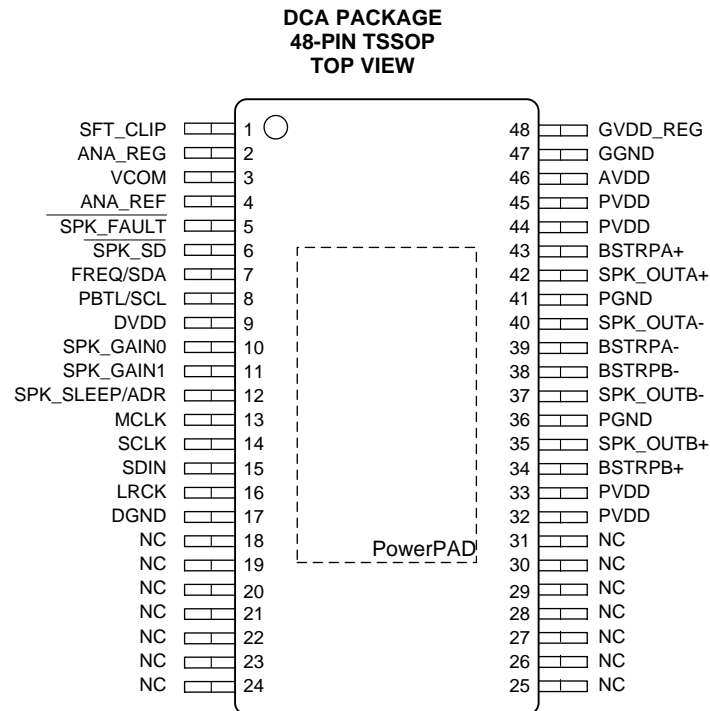 DCA PACKAGE
48-PIN TSSOP
TOP VIEW
SFT_CLIP 1 48 GVDD_REG
ANA_REG 2 47 GGND
VCOM 3 46 AVDD
ANA_REF 4 45 PVDD
SPK_FAULT 5 44 PVDD
SPK_SD 6 43 BSTRPA+
FREQ/SDA 7 42 SPK_OUTA+
PBTL/SCL 8 41 PGND
DVDD 9 40 SPK_OUTA-
SPK_GAIN0 10 39 BSTRPA-
SPK_GAIN1 11 38 BSTRPB-
SPK_SLEEP/ADR 12 37 SPK_OUTB-
MCLK 13 36 PGND
SCLK 14 35 SPK_OUTB+
SDIN 15 34 BSTRPB+
LRCK 16 33 PVDD
DGND 17 32 PVDD
NC 18 PowerPAD 31 NC
NC 19 30 NC
NC 20 29 NC
NC 21 28 NC
NC 22 27 NC
NC 23 26 NC
NC 24 25 NC